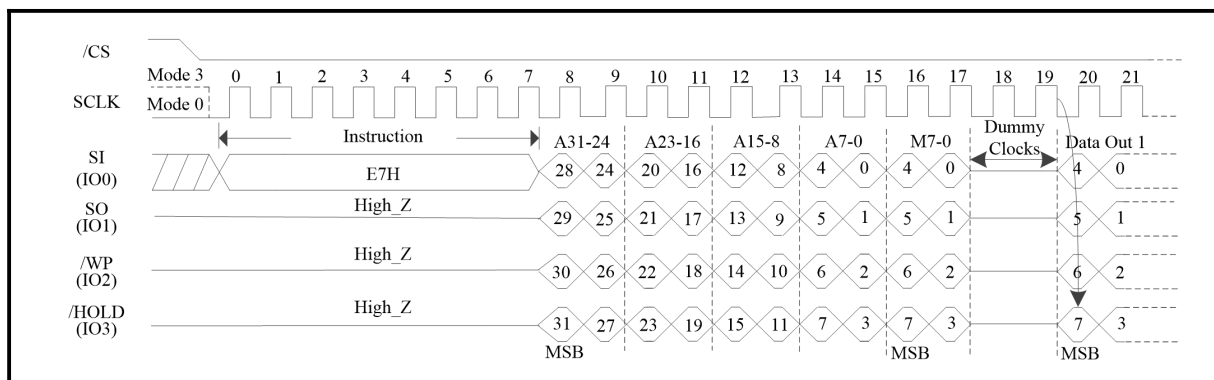 /CS
Mode 3 0 1 2 3 4 5 6 7 8 9 10 11 12 13 14 15 16 17 18 19 20 21
SCLK Mode 0
Instruction A31-24 A23-16 A15-8 A7-0 M7-0 Dummy Clocks Data Out 1
SI (IO0) E7H 28 24 20 16 12 8 4 0 4 0 4 0
SO (IO1) High_Z 29 25 21 17 13 9 5 1 5 1 5 1
/WP (IO2) High_Z 30 26 22 18 14 10 6 2 6 2 6 2
/HOLD (IO3) High_Z 31 27 23 19 15 11 7 3 7 3 7 3
MSB MSB MSB